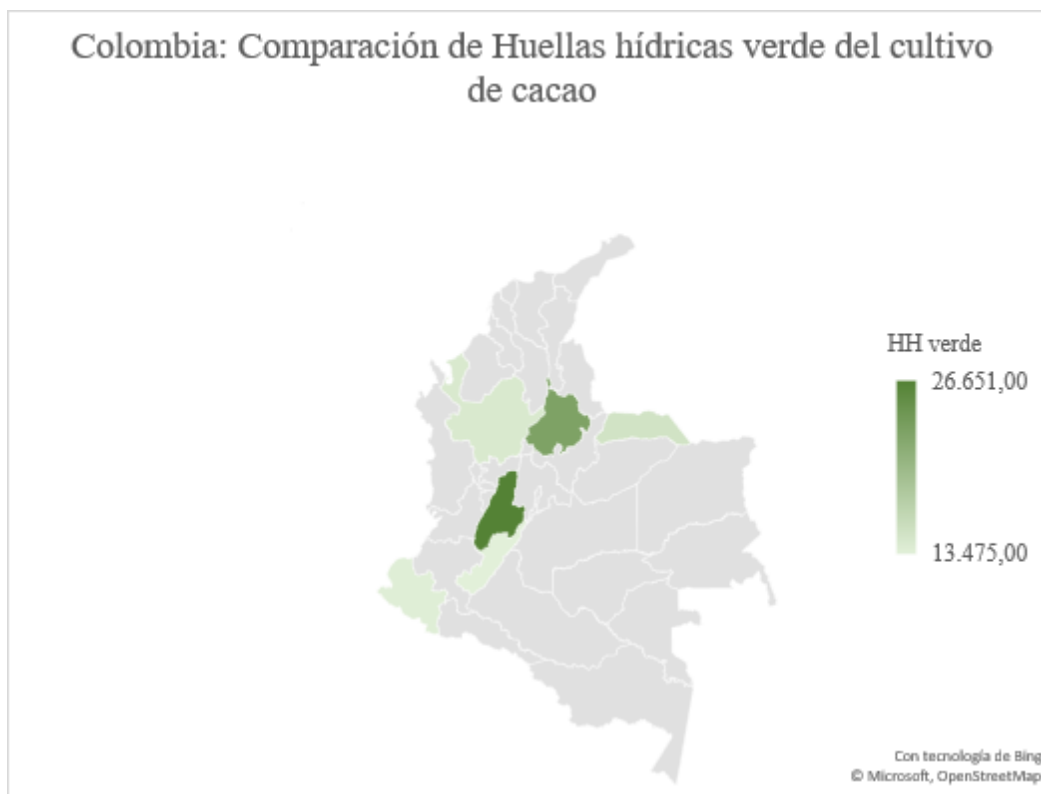 Colombia: Comparación de Huellas hídricas verde del cultivo
de cacao
HH verde
26.651,00
13.475,00
Con tecnología de Bing
© Microsoft, OpenStreetMap